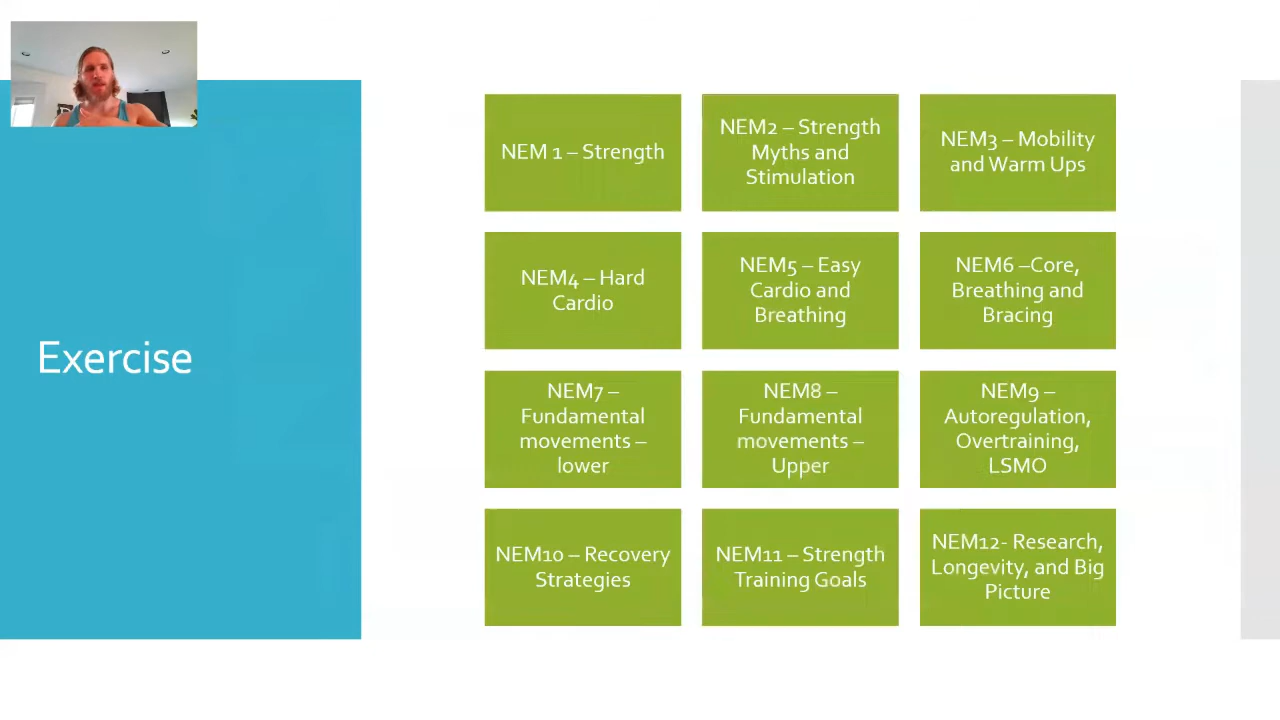 Exercise
NEM 1 – Strength
NEM2 – Strength
Myths and
Stimulation
NEM3 – Mobility
and Warm Ups
NEM4 – Hard
Cardio
NEM5 – Easy
Cardio and
Breathing
NEM6 –Core,
Breathing and
Bracing
NEM7 –
Fundamental
movements –
lower
NEM8 –
Fundamental
movements –
Upper
NEM9 –
Autoregulation,
Overtraining,
LSMO
NEM10 – Recovery
Strategies
NEM11 – Strength
Training Goals
NEM12- Research,
Longevity, and Big
Picture